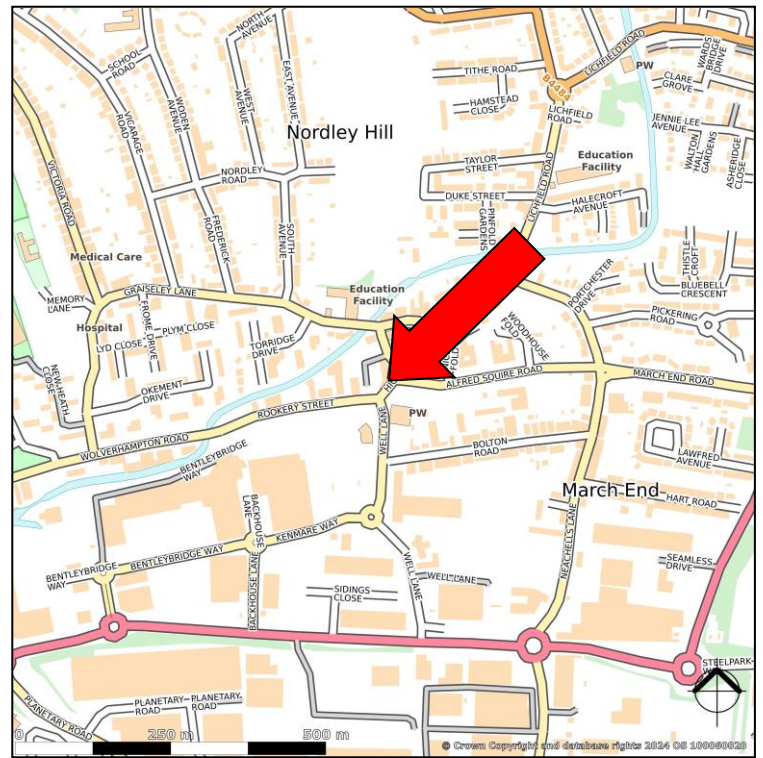 NORTH
AVENUE
SCHOOL
ROAD
EAST AVENUE
WEST
AVENUE
WODEN
AVENUE
VICARAGE
ROAD
Nordley Hill
NORDLEY
ROAD
VICTORIA ROAD
FREDERICK
ROAD
SOUTH
AVENUE
LICHFIELD ROAD
PW
WARDS
BRIDGE
DRIVE
CLARE
GROVE
TITHE ROAD
B4484
HAMSTEAD
CLOSE
LICHFIELD
ROAD
JENNIE LEE
AVENUE
WALTON
HALL
GARDENS
ASHERIDGE
CLOSE
TAYLOR
STREET
Education
Facility
DUKE STREET
LICHFIELD ROAD
HALECROFT
AVENUE
PINFOLD
GARDENS
THISTLE
CROFT
BLUEBELL
CRESCENT
PORTCHESTER
DRIVE
PICKERING
ROAD
Medical Care
MEMORY
LANE
GRAISELEY LANE
Education
Facility
Hospital
FROME DRIVE
PLYM CLOSE
LYD CLOSE
TORRIDGE
DRIVE
WOODHOUSE
FOLD
FOLD
NEW HEATH
CLOSE
OKEMENT
DRIVE
HIG
ALFRED SQUIRE ROAD
MARCH END ROAD
ROOKERY STREET
PW
WOLVERHAMPTON ROAD
WELL LANE
BOLTON
ROAD
LAWFRED
AVENUE
BENTLEYBRIDGE
WAY
March End
HART ROAD
BACKHOUSE
LANE
KENMARE WAY
NEACHELLS LANE
BENTLEYBRIDGE WAY
BENTLEYBRIDGE
WAY
BACKHOUSE LANE
WELL LANE
WELL LANE
SEAMLESS
DRIVE
SIDINGS
CLOSE
STEELPARK
PLANETARY
ROAD
PLANETARY
ROAD
PLANETARY ROAD
0
250 m
500 m
© Crown Copyright and database rights 2024 OS 100060020